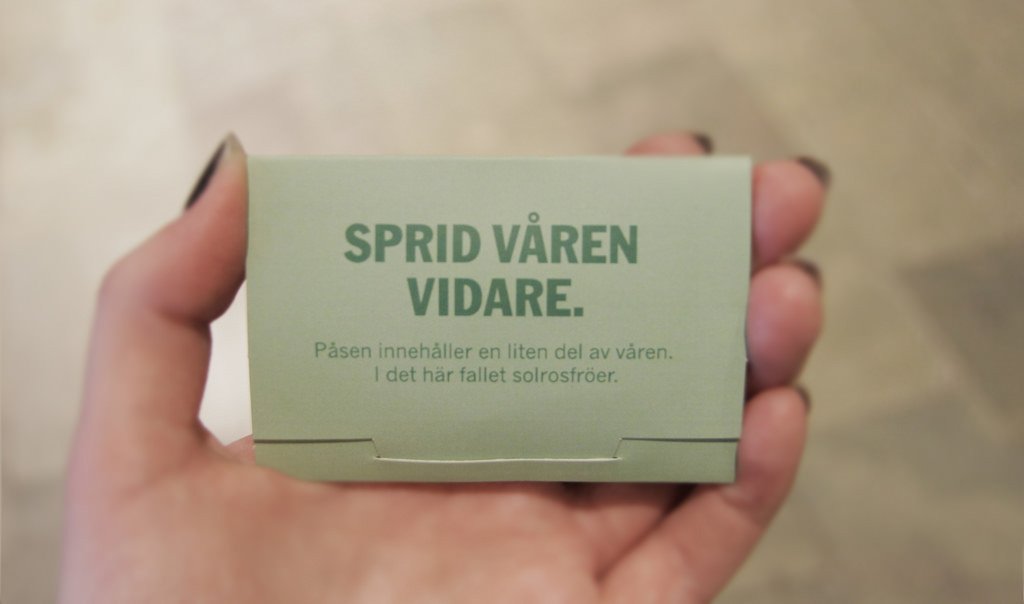 SPRID VÅREN
VIDARE.
Påsen innehåller en liten del av våren.
I det här fallet solrosfröer.